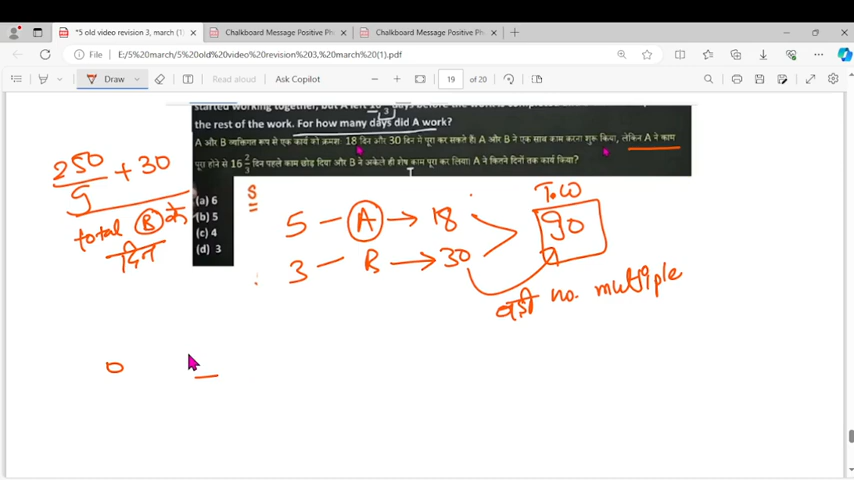 *5 old video revision 3, march (1)
Chalkboard Message Positive Ph
Chalkboard Message Positive Ph
File
E:/5%20march/5%20old%20video%20revision%203,%20march%20(1).pdf
Draw
Read aloud
Ask Copilot
19 of 20
the rest of the work. For how many days did A work?
A और B व्यक्तिगत रूप से एक कार्य को क्रमशः 18 दिन और 30 दिन में पूरा कर सकते हैं। A और B ने एक साथ काम करना शुरू किया, लेकिन A ने काम
पूरा होने से 16 2/3 दिन पहले काम छोड़ दिया और B ने अकेले ही शेष काम पूरा कर लिया। A ने कितने दिनों तक कार्य किया?
(a) 6
(b) 5
(c) 4
(d) 3
250/9 + 30
total B के
दिन
S
5 - A → 18
3 - B → 30
T.W
90
वही no. multiple